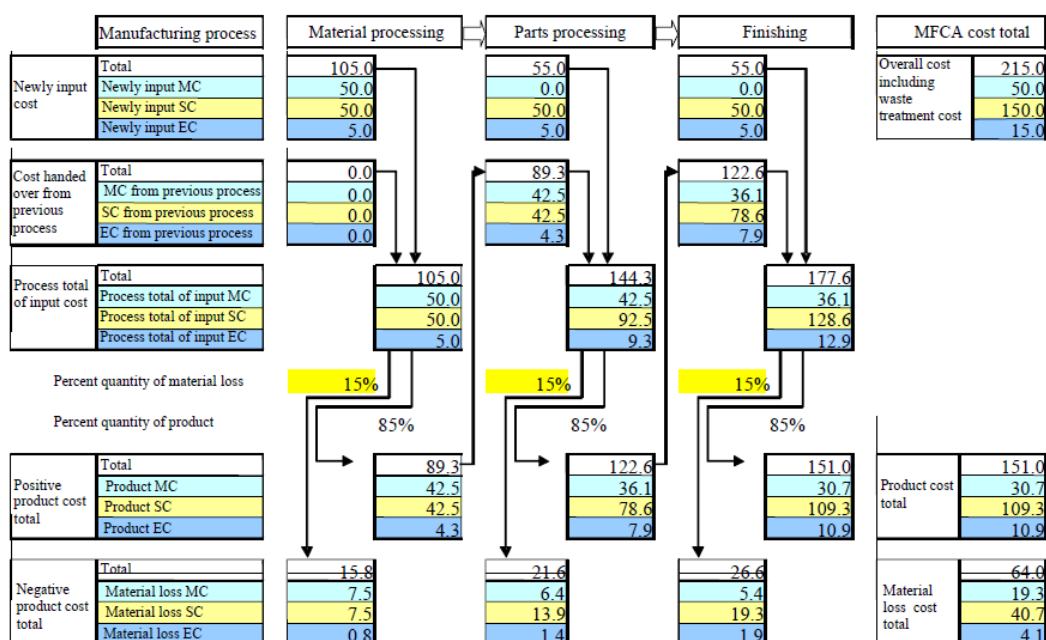 Manufacturing process Material processing Parts processing Finishing MFCA cost total
Newly input cost
Total 105.0 55.0 55.0
Newly input MC 50.0 0.0 0.0
Newly input SC 50.0 50.0 50.0
Newly input EC 5.0 5.0 5.0
Overall cost including waste treatment cost
215.0
50.0
150.0
15.0
Cost handed over from previous process
Total 0.0 89.3 122.6
MC from previous process 0.0 42.5 36.1
SC from previous process 0.0 42.5 78.6
EC from previous process 0.0 4.3 7.9
Process total of input cost
Total 105.0 144.3 177.6
Process total of input MC 50.0 42.5 36.1
Process total of input SC 50.0 92.5 128.6
Process total of input EC 5.0 9.3 12.9
Percent quantity of material loss 15% 15% 15%
Percent quantity of product 85% 85% 85%
Positive product cost total
Total 89.3 122.6 151.0
Product MC 42.5 36.1 30.7
Product SC 42.5 78.6 109.3
Product EC 4.3 7.9 10.9
Product cost total
151.0
30.7
109.3
10.9
Negative product cost total
Total 15.8 21.6 26.6
Material loss MC 7.5 6.4 5.4
Material loss SC 7.5 13.9 19.3
Material loss EC 0.8 1.4 1.9
Material loss cost total
64.0
19.3
40.7
4.1